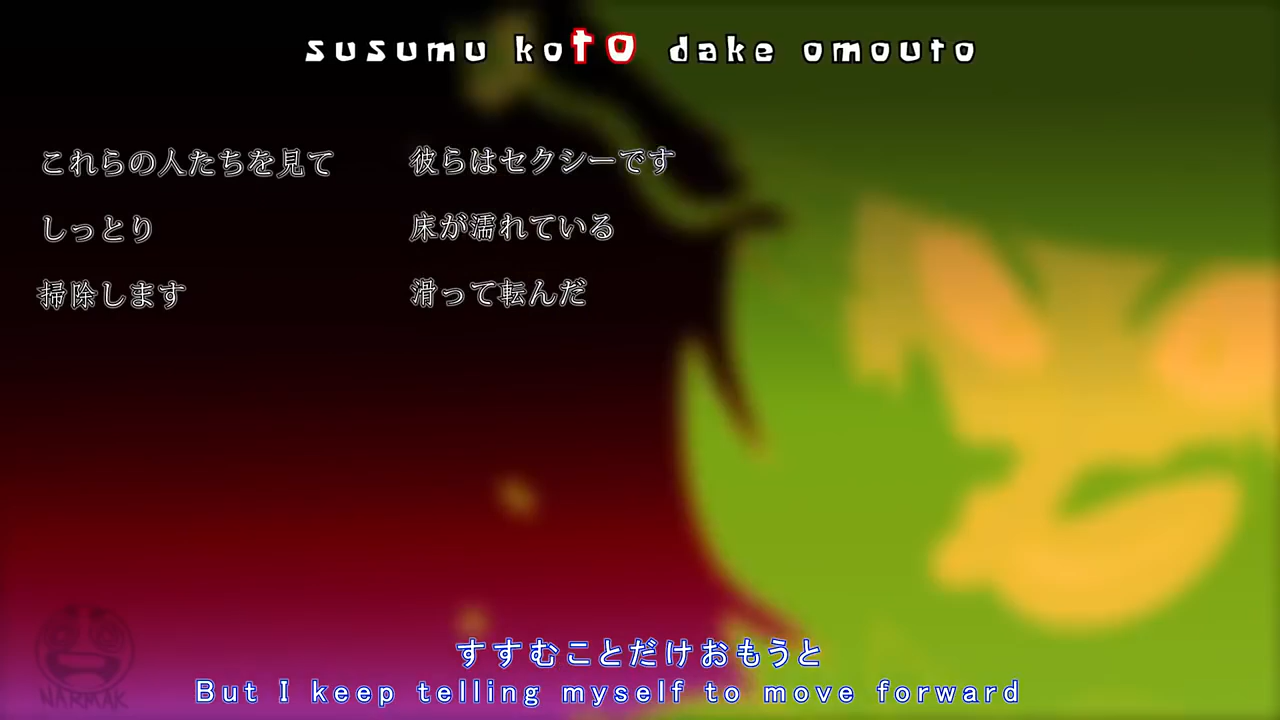 susumu koto dake omouto
これらの人たちを見て 彼らはセクシーです
しっとり 床が濡れている
掃除します 滑って転んだ
すすむことだけおもうと
But I keep telling myself to move forward
NARMAK